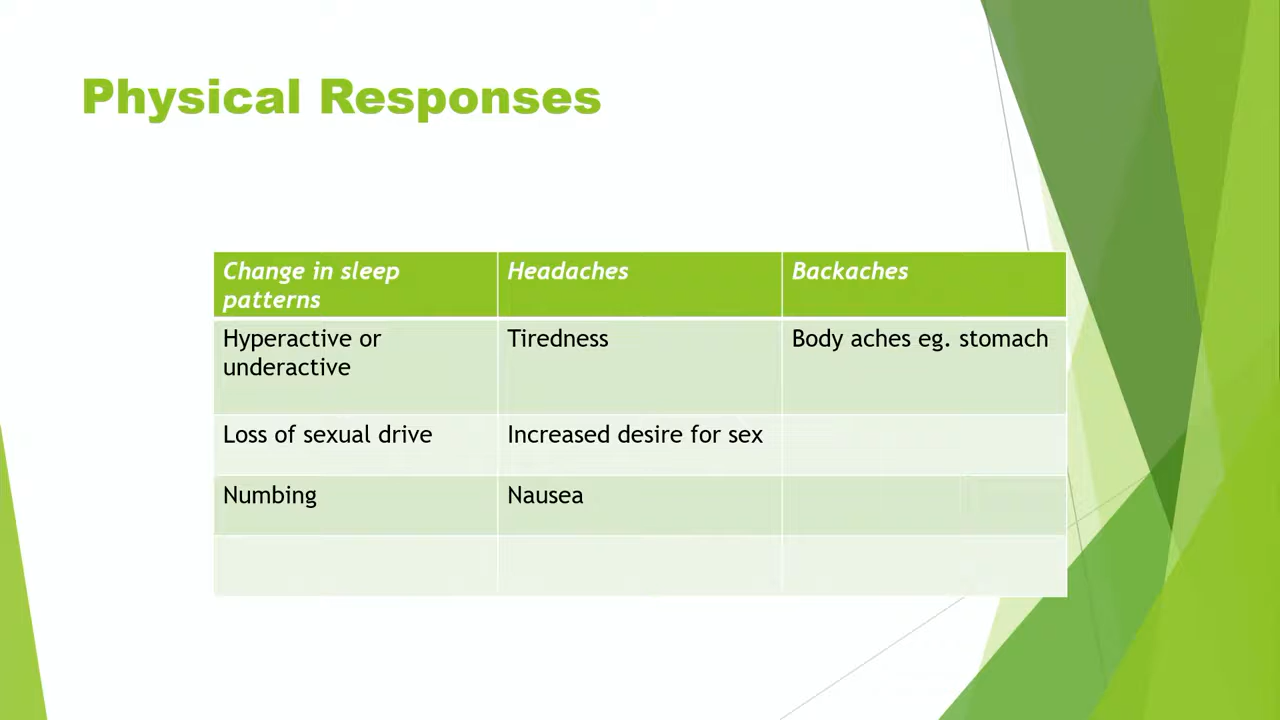 Physical Responses
Change in sleep
patterns
Headaches
Backaches
Hyperactive or
underactive
Tiredness
Body aches eg. stomach
Loss of sexual drive
Increased desire for sex
Numbing
Nausea